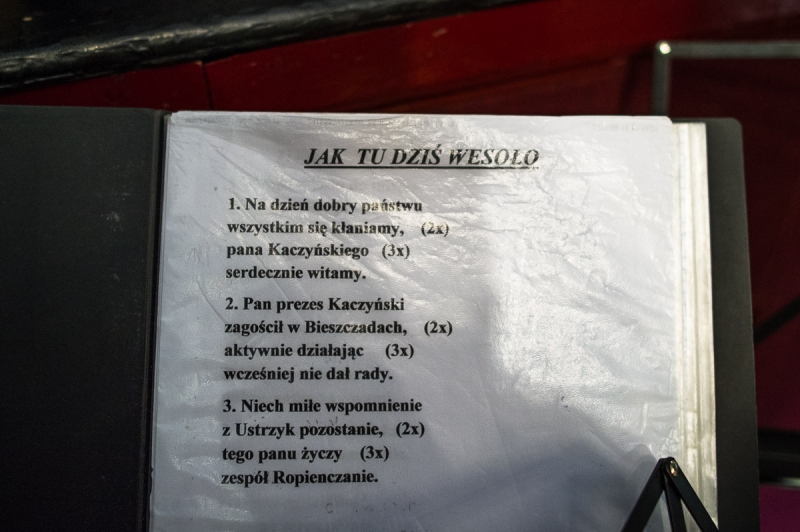 JAK TU DZIŚ WESOŁO
1. Na dzień dobry państwu
wszystkim się kłaniamy, (2x)
pana Kaczyńskiego (3x)
serdecznie witamy.
2. Pan prezes Kaczyński
zagościł w Bieszczadach, (2x)
aktywnie działając (3x)
wcześniej nie dał rady.
3. Niech miłe wspomnienie
z Ustrzyk pozostanie, (2x)
tego panu życzy (3x)
zespół Ropienczanie.